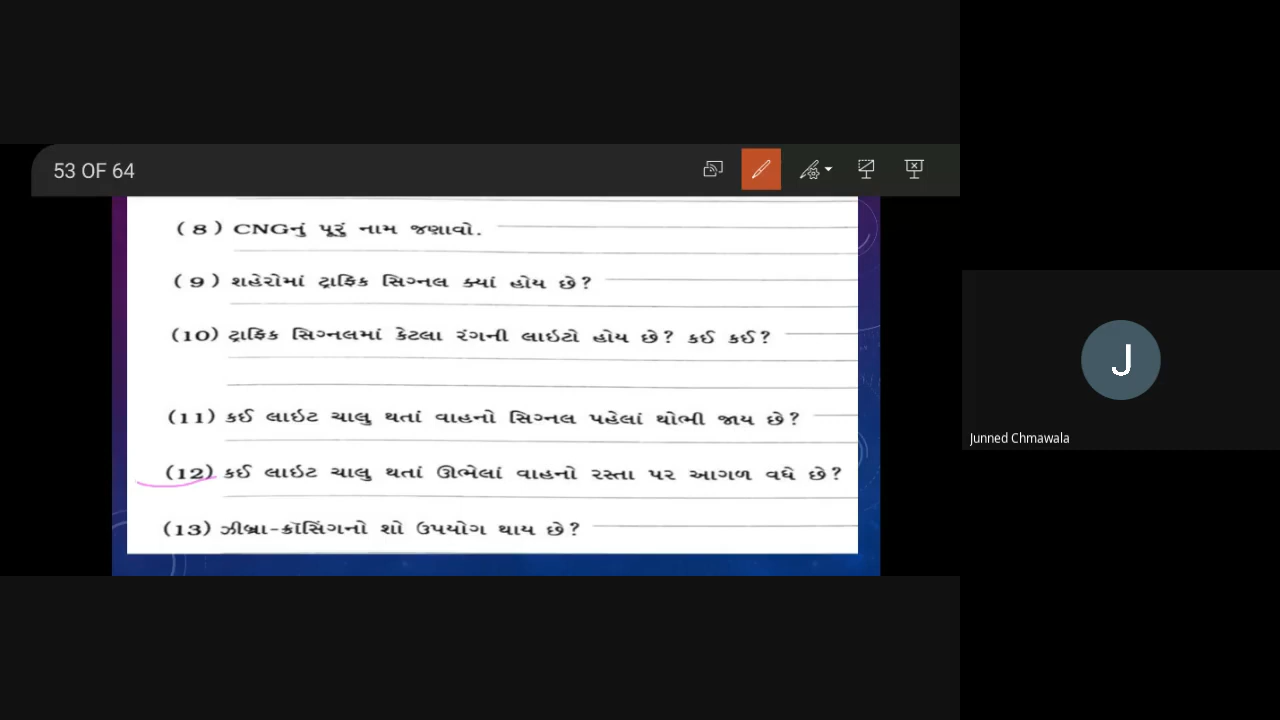 53 OF 64
(8) CNGનું પૂરું નામ જણાવો.
(9) શહેરોમાં ટ્રાફિક સિગ્નલ ક્યાં હોય છે?
(10) ટ્રાફિક સિગ્નલમાં કેટલા રંગની લાઇટો હોય છે? કઈ કઈ?
(11) કઈ લાઇટ ચાલુ થતાં વાહનો સિગ્નલ પહેલાં થોભી જાય છે?
(12) કઈ લાઇટ ચાલુ થતાં ઊભેલાં વાહનો રસ્તા પર આગળ વધે છે?
(13) ઝીબ્રા-ક્રૉસિંગનો શો ઉપયોગ થાય છે?
J
Junned Chmawala